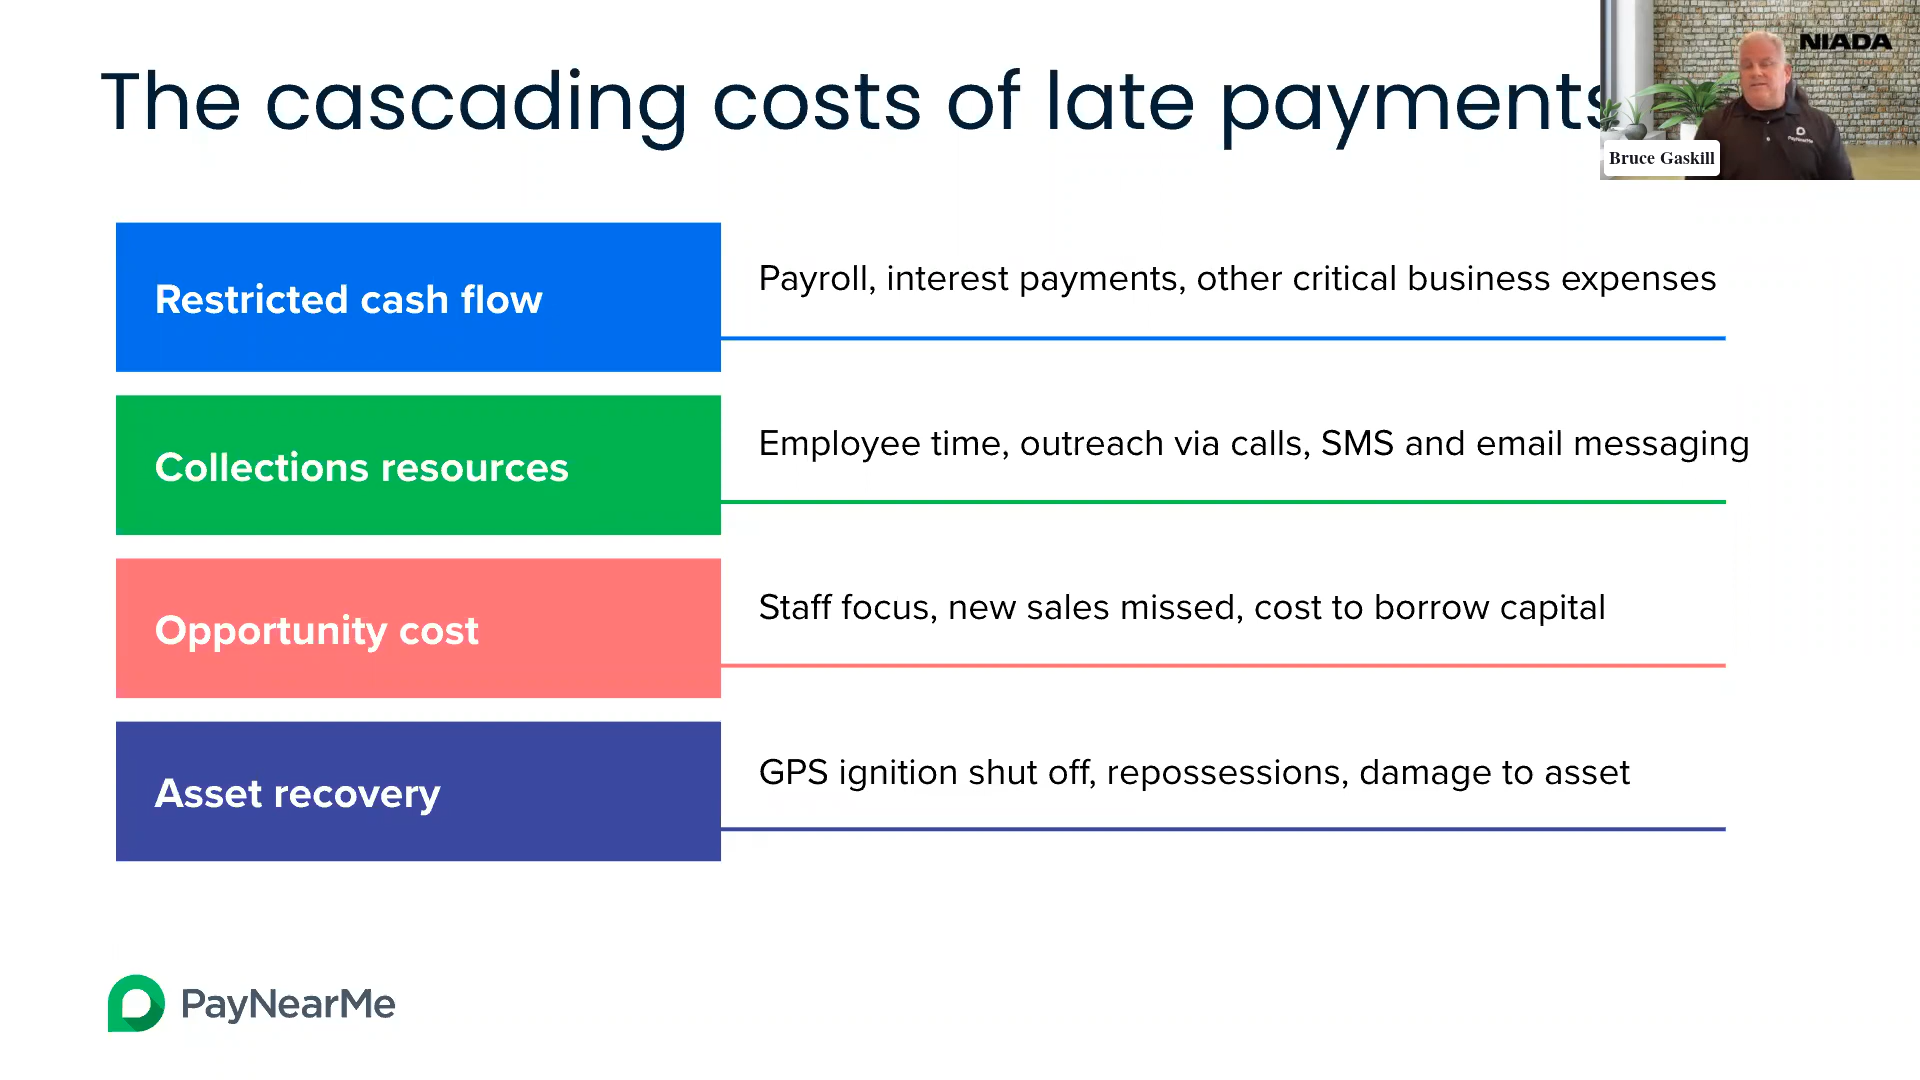 The cascading costs of late payments
NIADA
PayNearMe
Bruce Gaskill
Restricted cash flow
Payroll, interest payments, other critical business expenses
Collections resources
Employee time, outreach via calls, SMS and email messaging
Opportunity cost
Staff focus, new sales missed, cost to borrow capital
Asset recovery
GPS ignition shut off, repossessions, damage to asset
PayNearMe